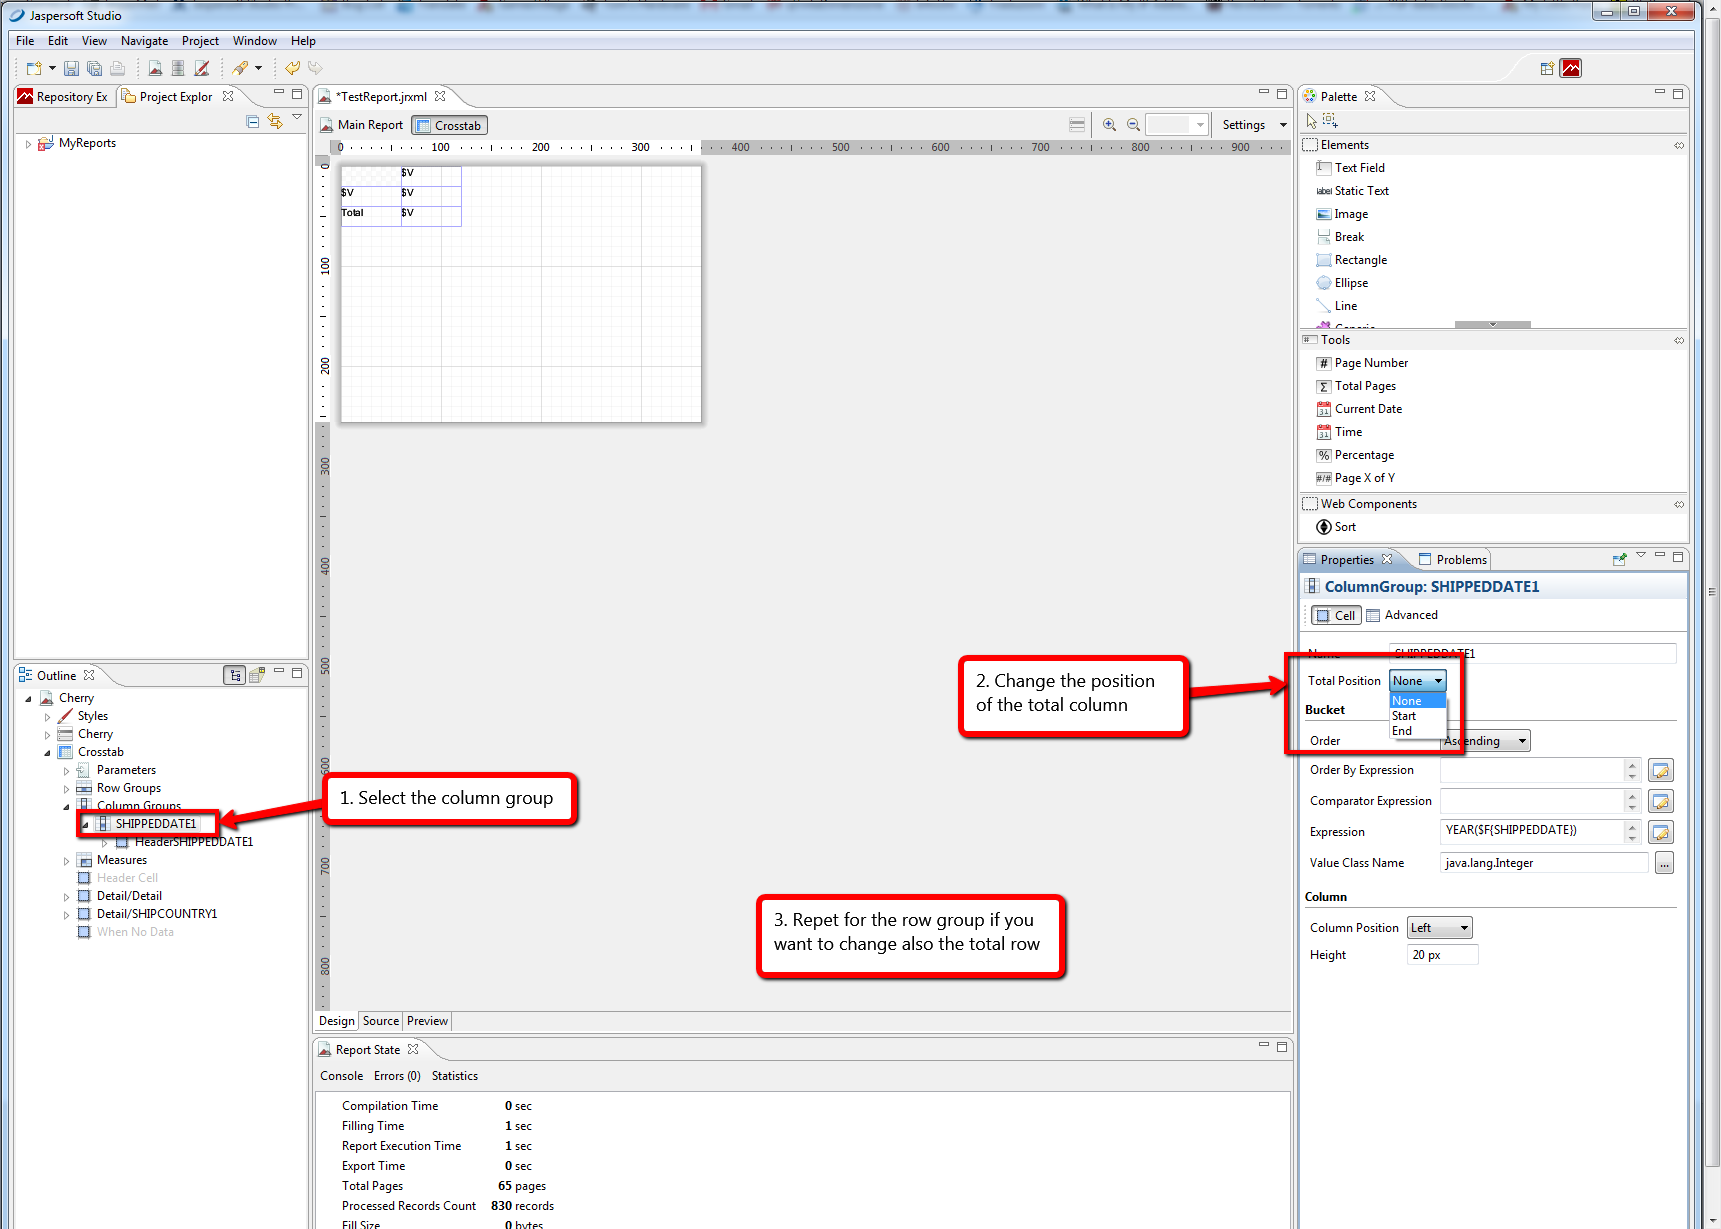 Jaspersoft Studio
File Edit View Navigate Project Window Help
Repository Ex Project Explor
MyReports
*TestReport.jrxml
Main Report Crosstab Settings
0 100 200 300 400 500 600 700 800 900
0 100 200 300 400 500 600 700 800
$V
$V $V
Total $V
Palette
Elements
Text Field
label Static Text
Image
Break
Rectangle
Ellipse
Line
Generic
Tools
# Page Number
Σ Total Pages
31 Current Date
31 Time
% Percentage
#/# Page X of Y
Web Components
Sort
Properties Problems
ColumnGroup: SHIPPEDDATE1
Cell Advanced
Name SHIPPEDDATE1
Total Position None
None
Start
End
Bucket
Order Ascending
Order By Expression
Comparator Expression
Expression YEAR($F{SHIPPEDDATE})
Value Class Name java.lang.Integer ...
Column
Column Position Left
Height 20 px
Outline
Cherry
Styles
Cherry
Crosstab
Parameters
Row Groups
Column Groups
SHIPPEDDATE1
HeaderSHIPPEDDATE1
Measures
Header Cell
Detail/Detail
Detail/SHIPCOUNTRY1
When No Data
1. Select the column group
2. Change the position
of the total column
3. Repet for the row group if you
want to change also the total row
Design Source Preview
Report State
Console Errors (0) Statistics
Compilation Time 0 sec
Filling Time 1 sec
Report Execution Time 1 sec
Export Time 0 sec
Total Pages 65 pages
Processed Records Count 830 records
Fill Size 0 bytes